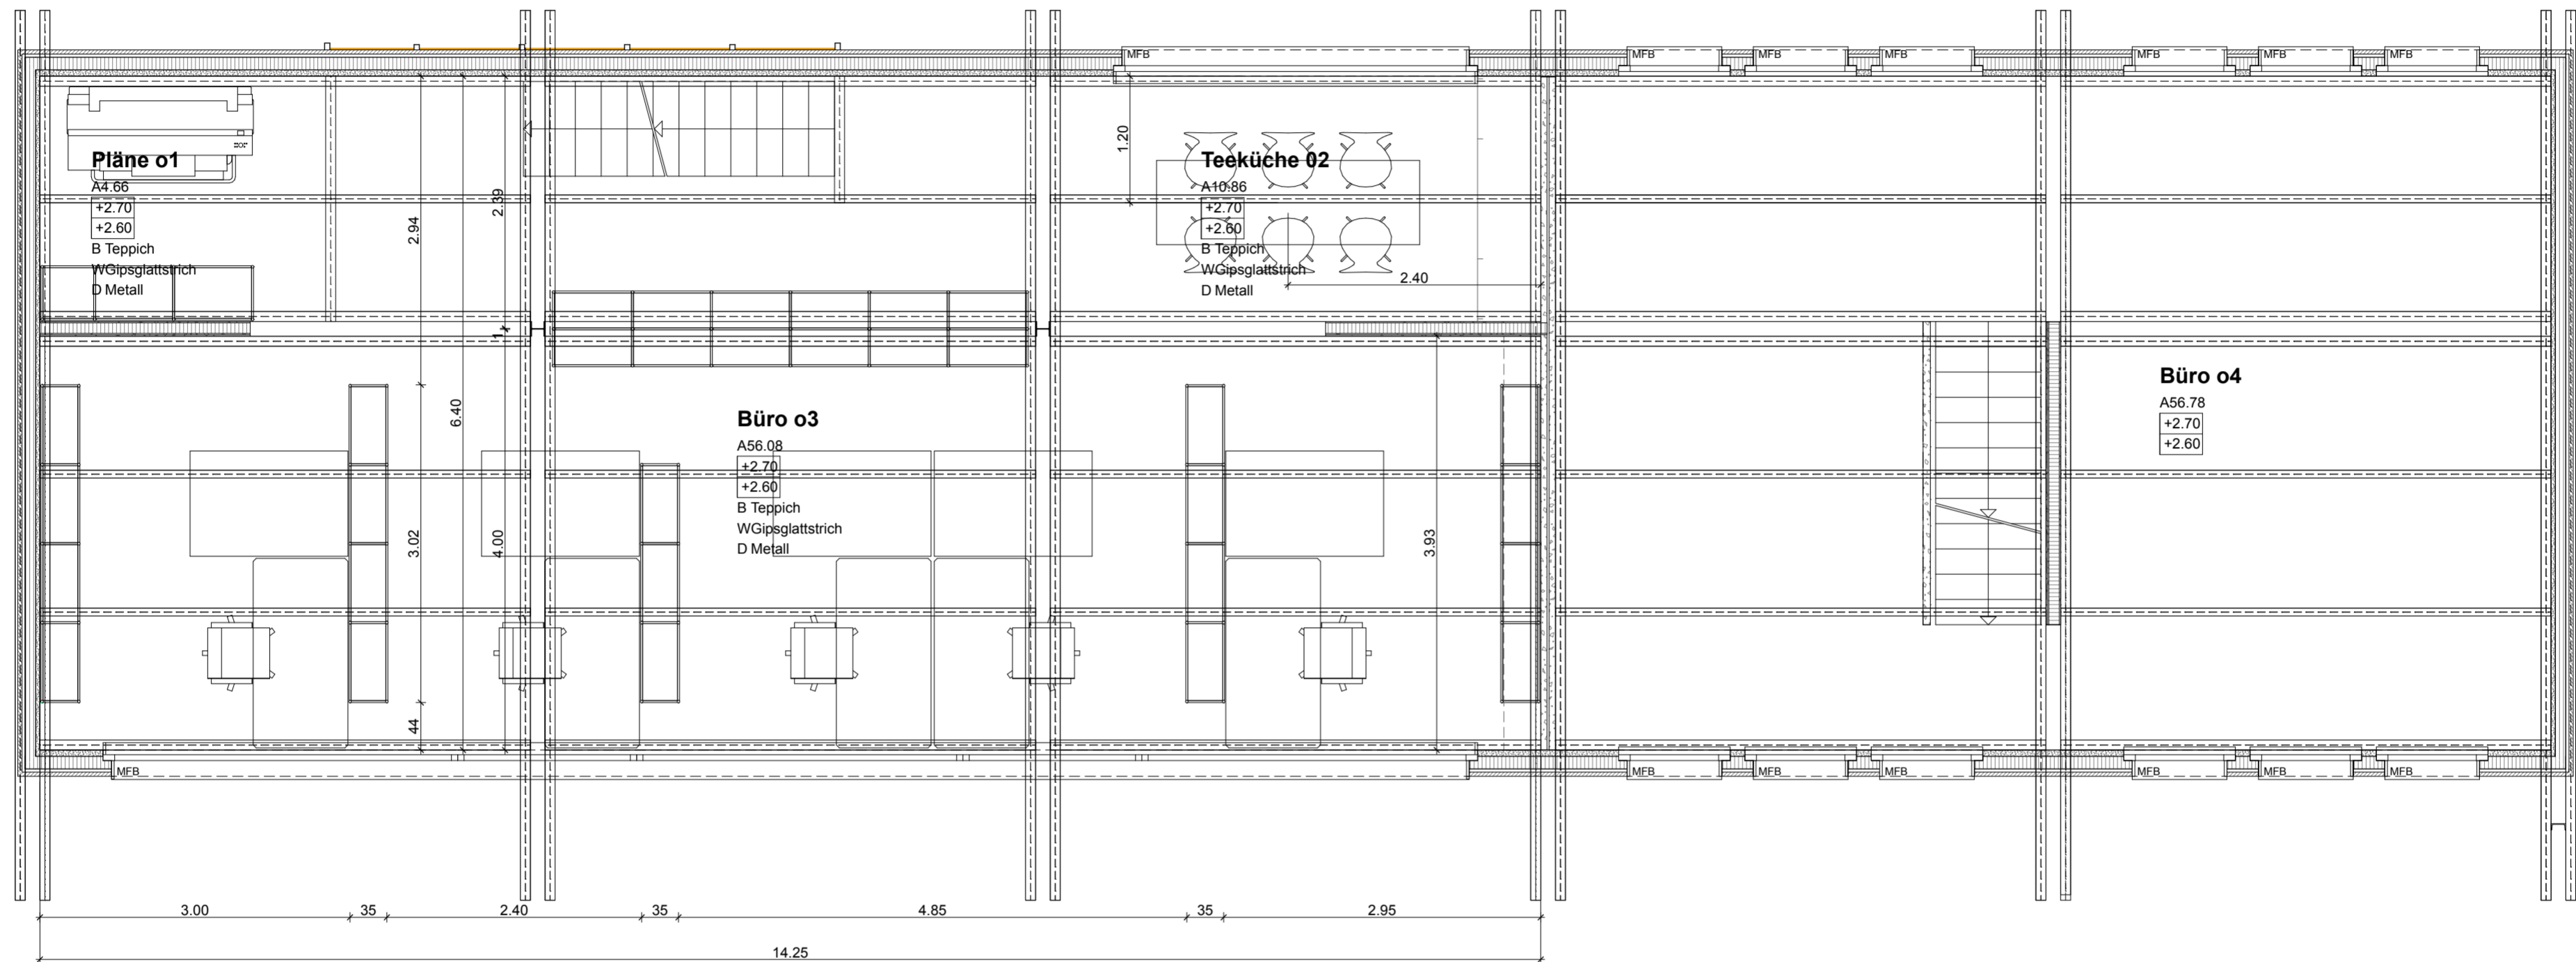 MFB
MFB
MFB
MFB
MFB
MFB
MFB
Pläne o1
A4.66
+2.70
+2.60
B Teppich
WGipsglattstrich
D Metall
2.94
2.39
1.20
Teeküche 02
A10.86
+2.70
+2.60
B Teppich
WGipsglattstrich
D Metall
2.40
1
6.40
Büro o3
A56.08
+2.70
+2.60
B Teppich
WGipsglattstrich
D Metall
Büro o4
A56.78
+2.70
+2.60
3.02
4.00
3.93
44
MFB
MFB
MFB
MFB
MFB
MFB
MFB
3.00
35
2.40
35
4.85
35
2.95
14.25